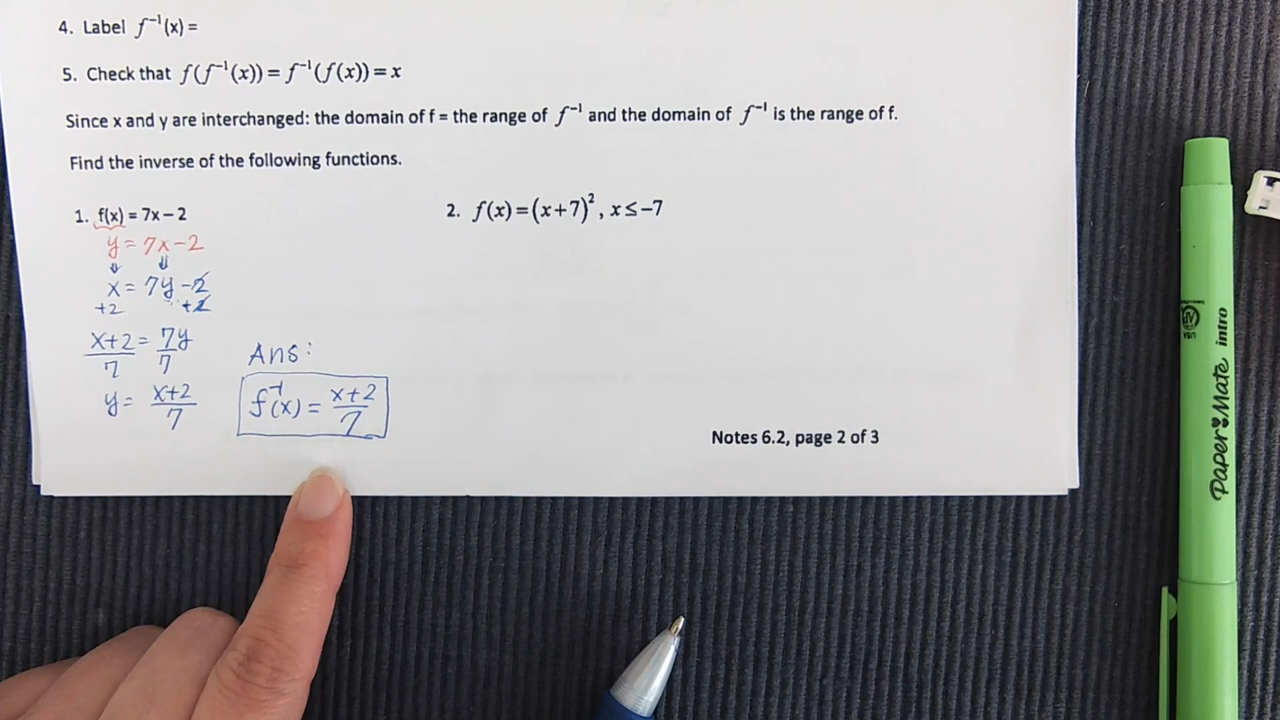 4. Label f⁻¹(x) =
5. Check that f(f⁻¹(x)) = f⁻¹(f(x)) = x
Since x and y are interchanged: the domain of f = the range of f⁻¹ and the domain of f⁻¹ is the range of f.
Find the inverse of the following functions.
1. f(x) = 7x – 2
y = 7x – 2
x = 7y – 2
+2 +2
x+2 = 7y
7 7
y = x+2
7
Ans:
f⁻¹(x) = x+2
7
2. f(x) = (x+7)², x ≤ –7
Notes 6.2, page 2 of 3
Paper Mate intro